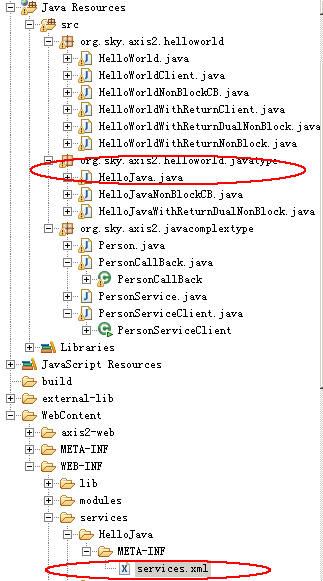 Java Resources
src
org.sky.axis2.helloworld
HelloWorld.java
HelloWorldClient.java
HelloWorldNonBlockCB.java
HelloWorldWithReturnClient.java
HelloWorldWithReturnDualNonBlock.java
HelloWorldWithReturnNonBlock.java
org.sky.axis2.helloworld.javatype
HelloJava.java
HelloJavaNonBlockCB.java
HelloJavaWithReturnDualNonBlock.java
org.sky.axis2.javacomplextype
Person.java
PersonCallBack.java
PersonCallBack
PersonService.java
PersonServiceClient.java
PersonServiceClient
Libraries
JavaScript Resources
build
external-lib
WebContent
axis2-web
META-INF
WEB-INF
lib
modules
services
HelloJava
META-INF
services.xml